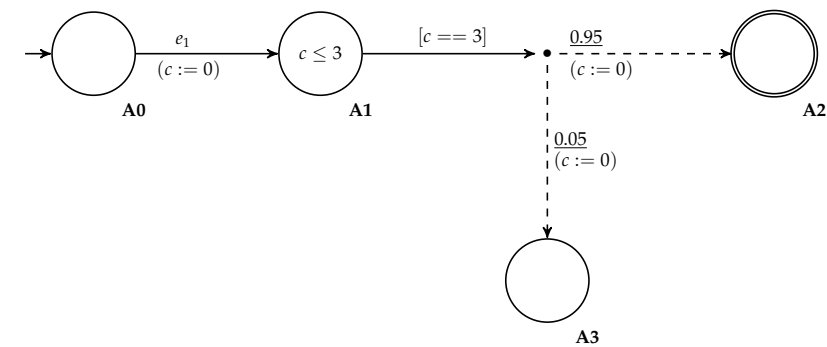 e₁
(c := 0)
A0
c ≤ 3
A1
[c == 3]
0.95
(c := 0)
A2
0.05
(c := 0)
A3